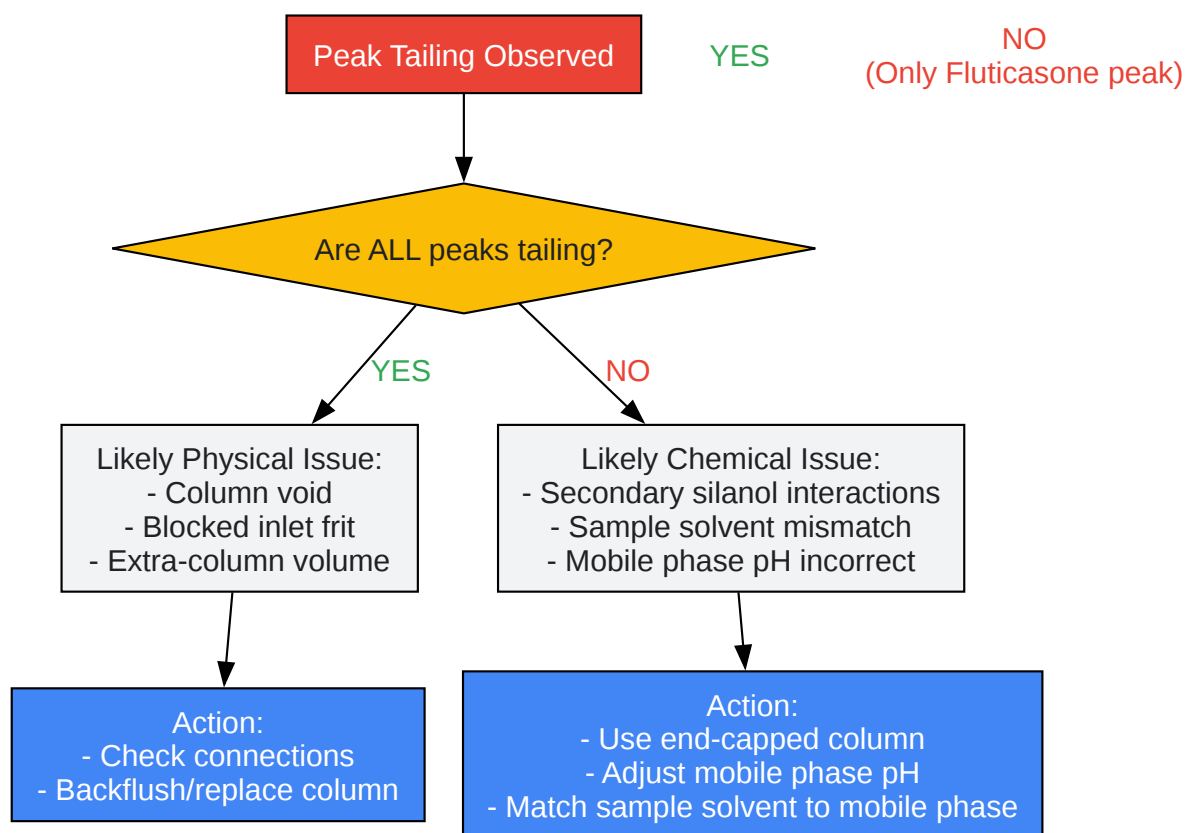 Peak Tailing Observed
YES
NO
(Only Fluticasone peak)
Are ALL peaks tailing?
YES
NO
Likely Physical Issue:
- Column void
- Blocked inlet frit
- Extra-column volume
Likely Chemical Issue:
- Secondary silanol interactions
- Sample solvent mismatch
- Mobile phase pH incorrect
Action:
- Check connections
- Backflush/replace column
Action:
- Use end-capped column
- Adjust mobile phase pH
- Match sample solvent to mobile phase